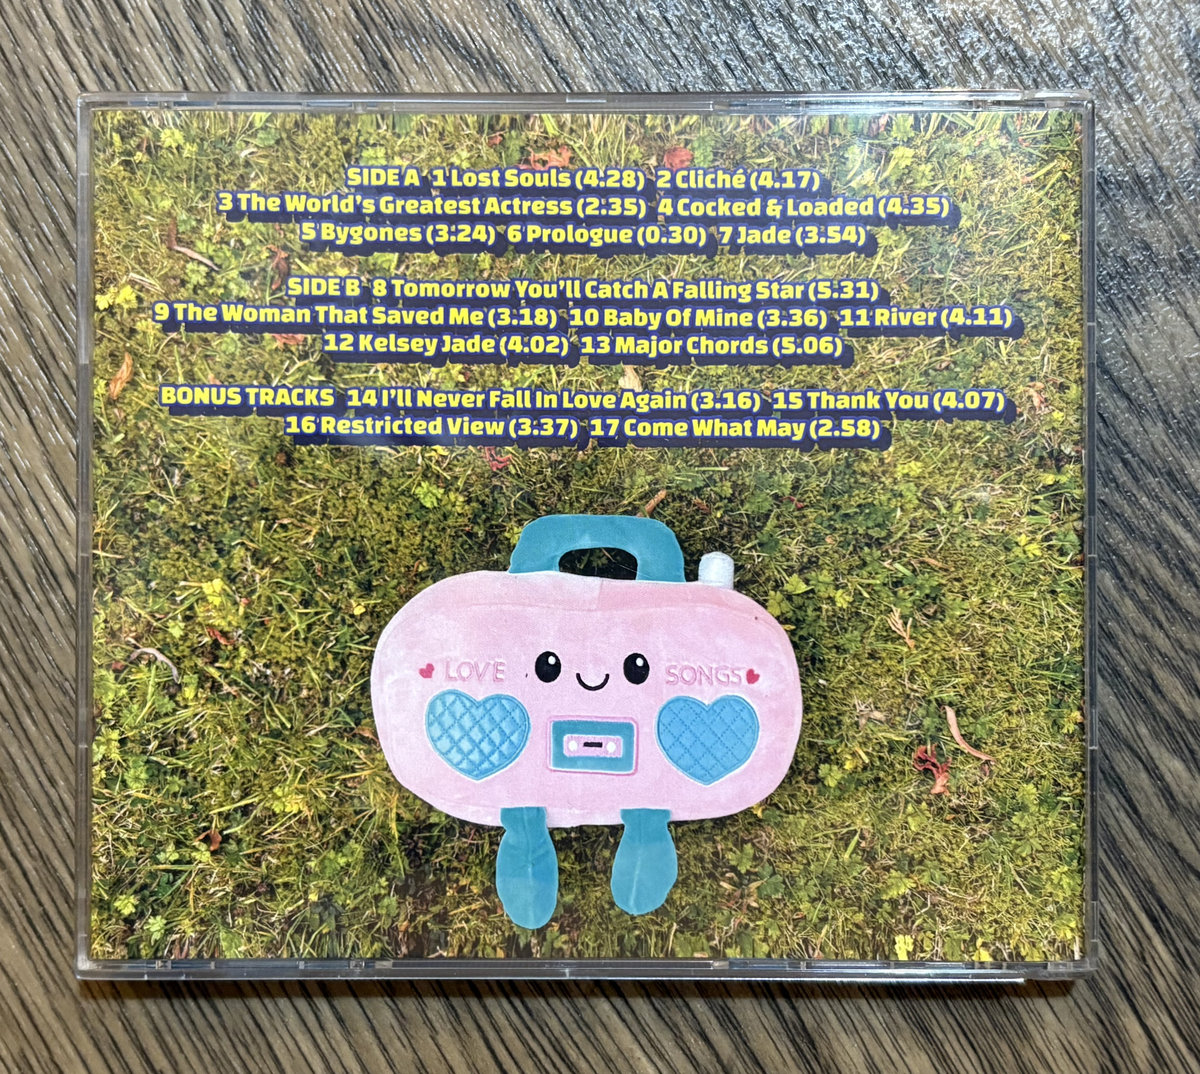 SIDE A 1 Lost Souls (4.28) 2 Cliché (4.17)
3 The World's Greatest Actress (2.35) 4 Cocked & Loaded (4.35)
5 Bygones (3.24) 6 Prologue (0.30) 7 Jade (3.54)
SIDE B 8 Tomorrow You'll Catch A Falling Star (5.31)
9 The Woman That Saved Me (3.18) 10 Baby Of Mine (3.36) 11 River (4.11)
12 Kelsey Jade (4.02) 13 Major Chords (5.06)
BONUS TRACKS 14 I'll Never Fall In Love Again (3.16) 15 Thank You (4.07)
16 Restricted View (3.37) 17 Come What May (2.58)
LOVE SONGS